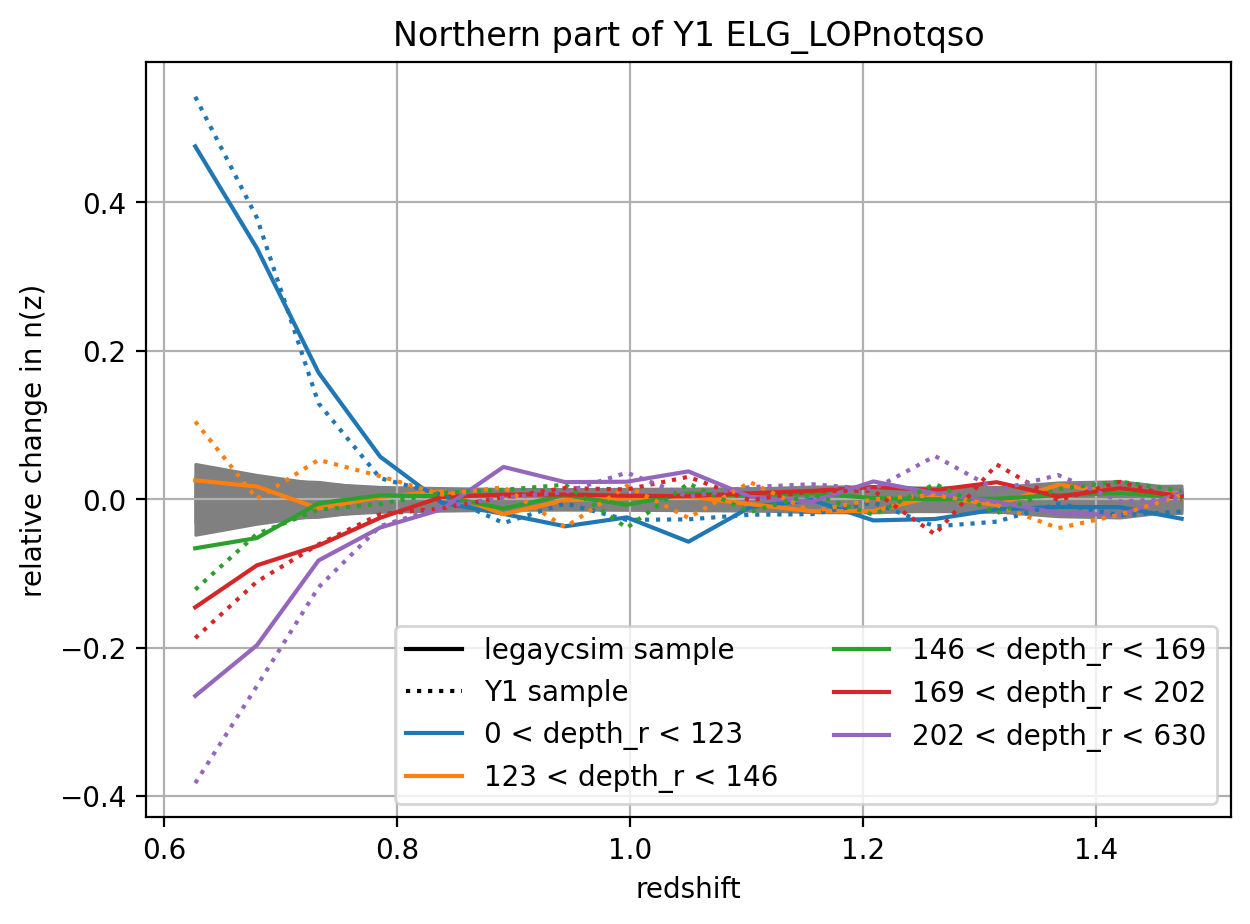 Northern part of Y1 ELG_LOPnotqso
relative change in n(z)
0.4
0.2
0.0
−0.2
−0.4
legaycsim sample
Y1 sample
0 < depth_r < 123
123 < depth_r < 146
146 < depth_r < 169
169 < depth_r < 202
202 < depth_r < 630
0.6 0.8 1.0 1.2 1.4
redshift